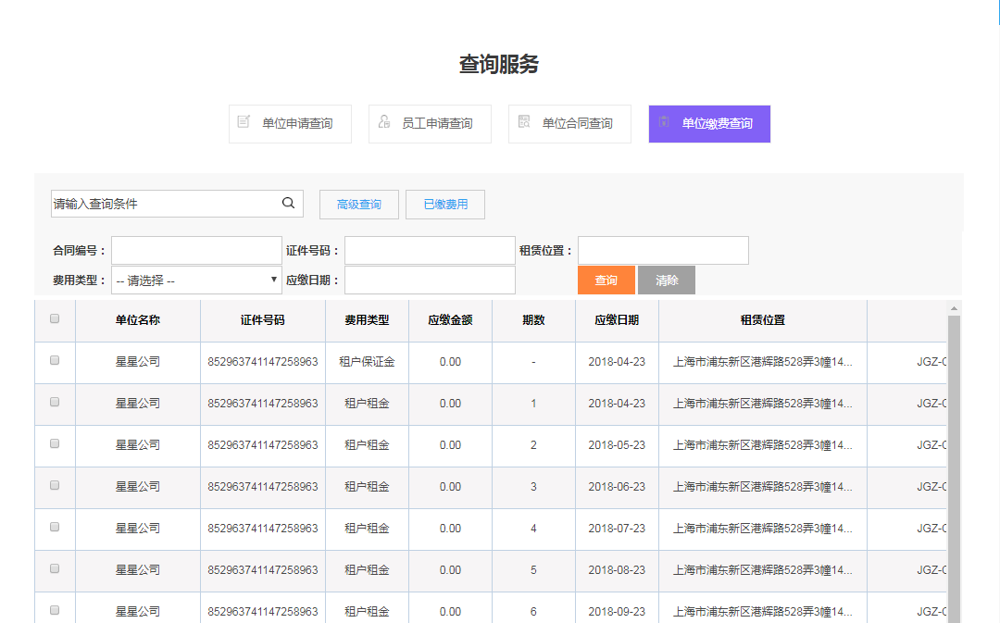 查询服务
单位申请查询 员工申请查询 单位合同查询 单位缴费查询
请输入查询条件 高级查询 已缴费用
合同编号： 证件号码： 租赁位置：
费用类型： -- 请选择 -- 应缴日期： 查询 清除
单位名称 证件号码 费用类型 应缴金额 期数 应缴日期 租赁位置
星星公司 852963741147258963 租户保证金 0.00 - 2018-04-23 上海市浦东新区港辉路528弄3幢14... JGZ-
星星公司 852963741147258963 租户租金 0.00 1 2018-04-23 上海市浦东新区港辉路528弄3幢14... JGZ-
星星公司 852963741147258963 租户租金 0.00 2 2018-05-23 上海市浦东新区港辉路528弄3幢14... JGZ-
星星公司 852963741147258963 租户租金 0.00 3 2018-06-23 上海市浦东新区港辉路528弄3幢14... JGZ-
星星公司 852963741147258963 租户租金 0.00 4 2018-07-23 上海市浦东新区港辉路528弄3幢14... JGZ-
星星公司 852963741147258963 租户租金 0.00 5 2018-08-23 上海市浦东新区港辉路528弄3幢14... JGZ-
星星公司 852963741147258963 租户租金 0.00 6 2018-09-23 上海市浦东新区港辉路528弄3幢14... JGZ-